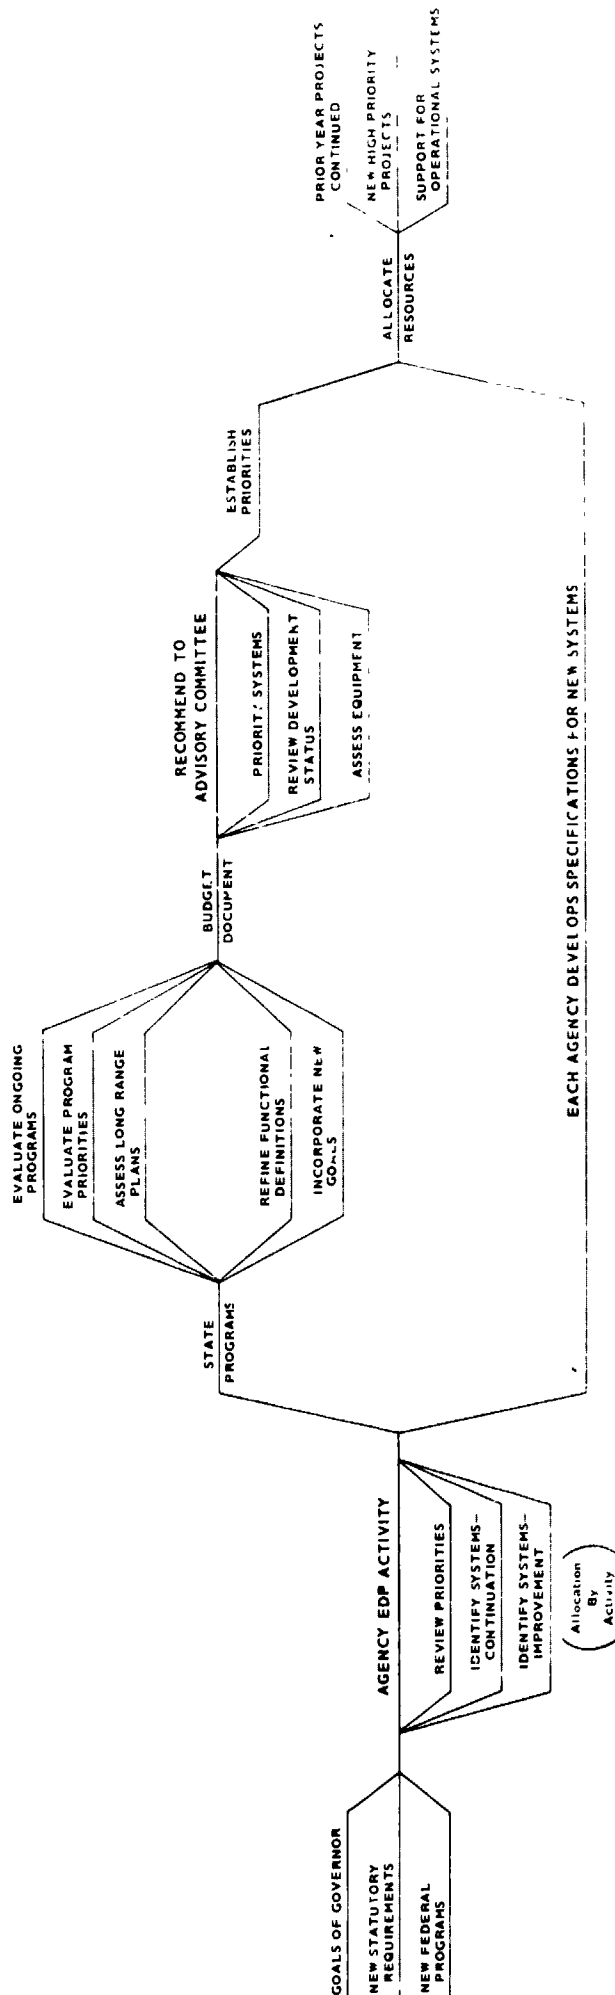 GOALS OF GOVERNOR
NEW STATUTORY
REQUIREMENTS
NEW FEDERAL
PROGRAMS
AGENCY EDP ACTIVITY
REVIEW PRIORITIES
IDENTIFY SYSTEMS–
CONTINUATION
IDENTIFY SYSTEMS–
IMPROVEMENT
Allocation
By
Activity
STATE
PROGRAMS
EVALUATE ONGOING
PROGRAMS
EVALUATE PROGRAM
PRIORITIES
ASSESS LONG RANGE
PLANS
REFINE FUNCTIONAL
DEFINITIONS
INCORPORATE NEW
GOALS
BUDGET
DOCUMENT
RECOMMEND TO
ADVISORY COMMITTEE
PRIORITY SYSTEMS
REVIEW DEVELOPMENT
STATUS
ASSESS EQUIPMENT
ESTABLISH
PRIORITIES
EACH AGENCY DEVELOPS SPECIFICATIONS FOR NEW SYSTEMS
ALLOCATE
RESOURCES
PRIOR YEAR PROJECTS
CONTINUED
NEW HIGH PRIORITY
PROJECTS
SUPPORT FOR
OPERATIONAL SYSTEMS